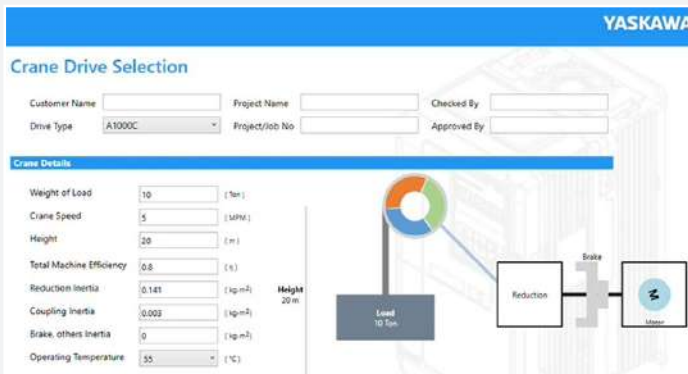 YASKAWA
Crane Drive Selection
Customer Name Project Name Checked By
Drive Type A1000C Project/Job No Approved By
Crane Details
Weight of Load 10 (Ton)
Crane Speed 5 (MPM)
Height 20 (m)
Total Machine Efficiency 0.8
Reduction Inertia 0.141 (kg-m2)
Coupling Inertia 0.003 (kg-m2)
Brake, others Inertia 0 (kg-m2)
Operating Temperature 55 (°C)
Height
20 m
Load
10 Ton
Reduction
Brake
Motor